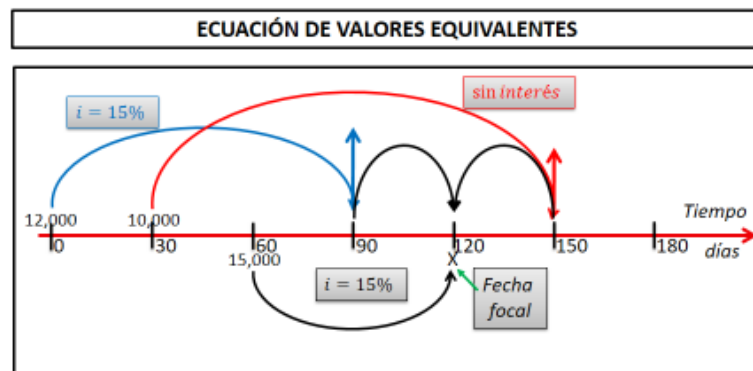 ECUACIÓN DE VALORES EQUIVALENTES
i = 15%
sin interés
12,000
10,000
Tiempo
0
30
60
90
120
150
180
días
15,000
X
i = 15%
Fecha
focal